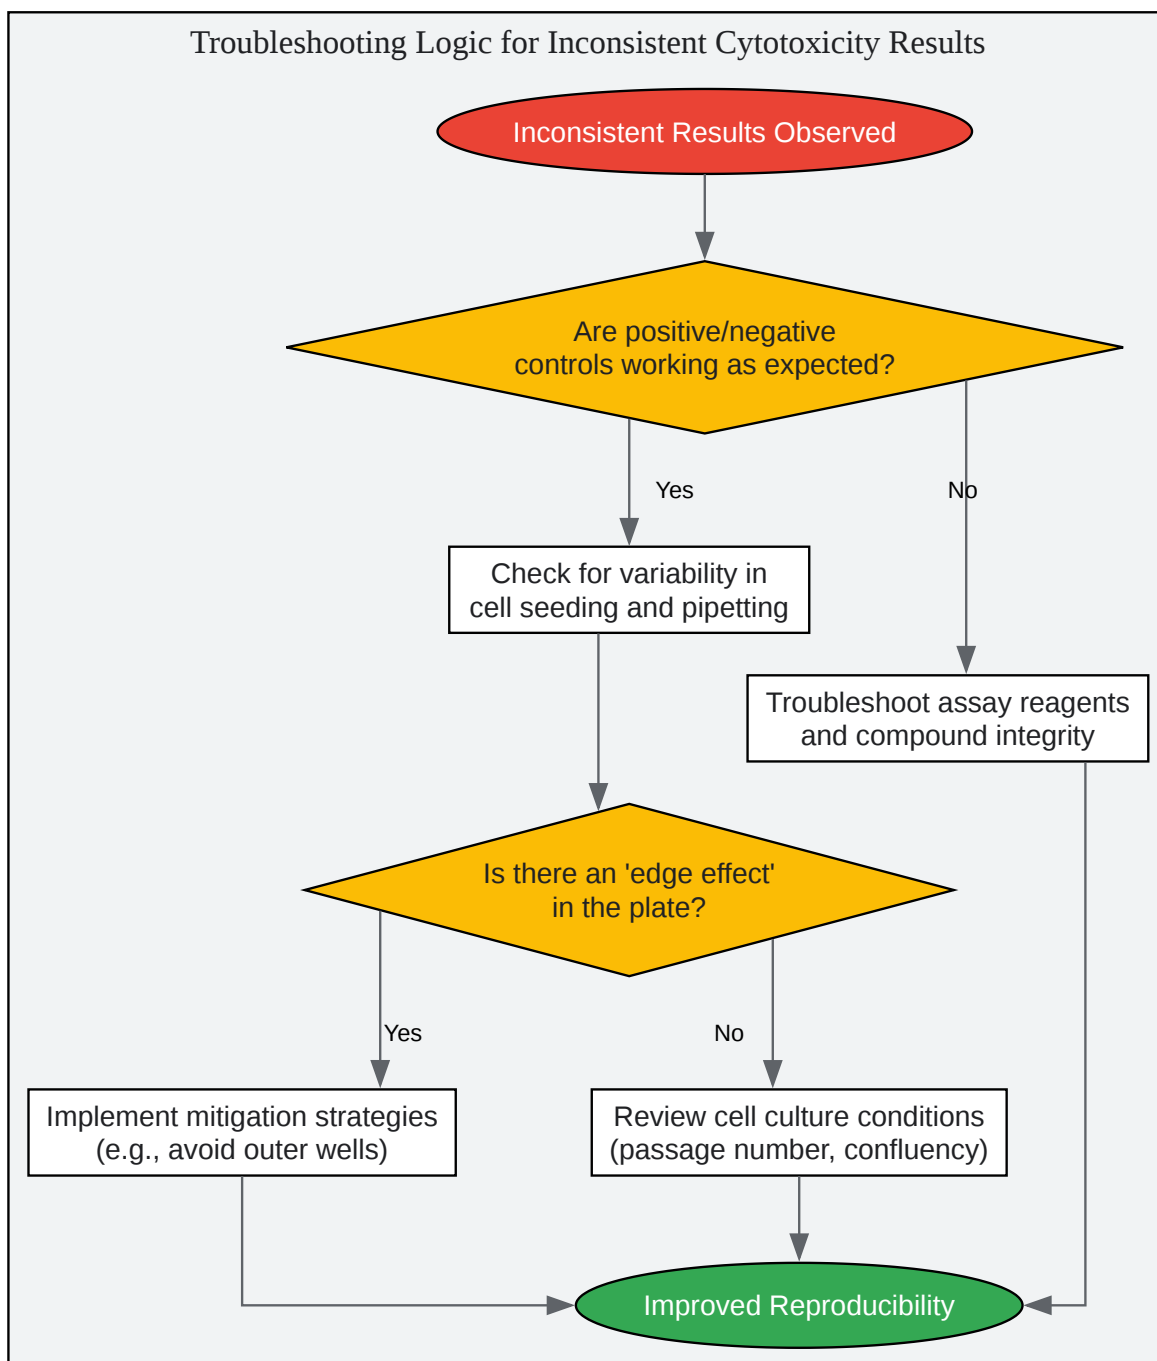 Troubleshooting Logic for Inconsistent Cytotoxicity Results
Inconsistent Results Observed
Are positive/negative
controls working as expected?
Yes
No
Check for variability in
cell seeding and pipetting
Troubleshoot assay reagents
and compound integrity
Is there an 'edge effect'
in the plate?
Yes
No
Implement mitigation strategies
(e.g., avoid outer wells)
Review cell culture conditions
(passage number, confluency)
Improved Reproducibility